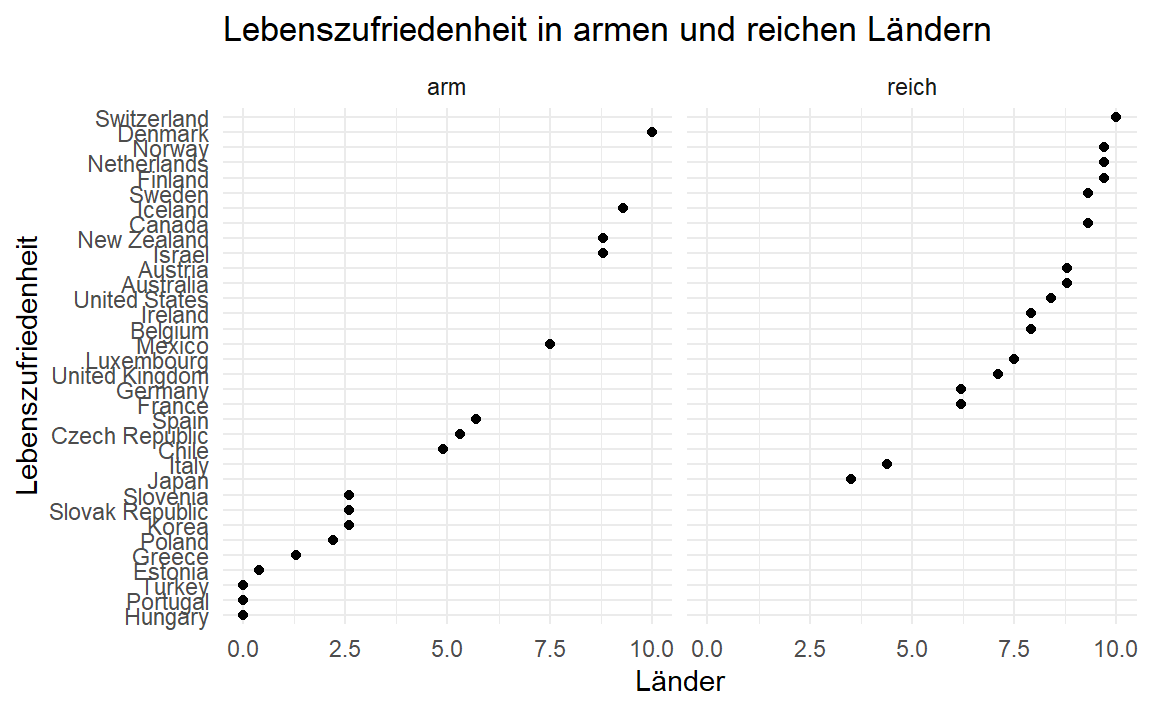 Lebenszufriedenheit in armen und reichen Ländern
arm
reich
Lebenszufriedenheit
Switzerland
Denmark
Norway
Netherlands
Finland
Sweden
Iceland
Canada
New Zealand
Israel
Austria
Australia
United States
Ireland
Belgium
Mexico
Luxembourg
United Kingdom
Germany
France
Spain
Czech Republic
Chile
Italy
Japan
Slovenia
Slovak Republic
Korea
Poland
Greece
Estonia
Turkey
Portugal
Hungary
0.0 2.5 5.0 7.5 10.0 0.0 2.5 5.0 7.5 10.0
Länder